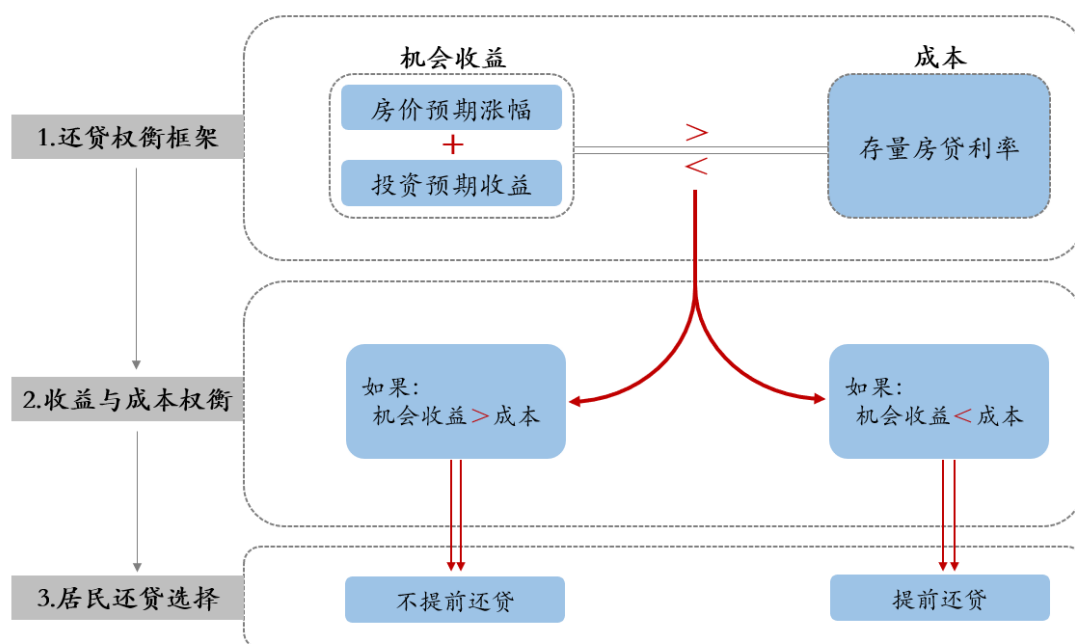 机会收益
成本
房价预期涨幅
+
投资预期收益
>
<
存量房贷利率
1.还贷权衡框架
2.收益与成本权衡
如果:
机会收益>成本
如果:
机会收益<成本
3.居民还贷选择
不提前还贷
提前还贷